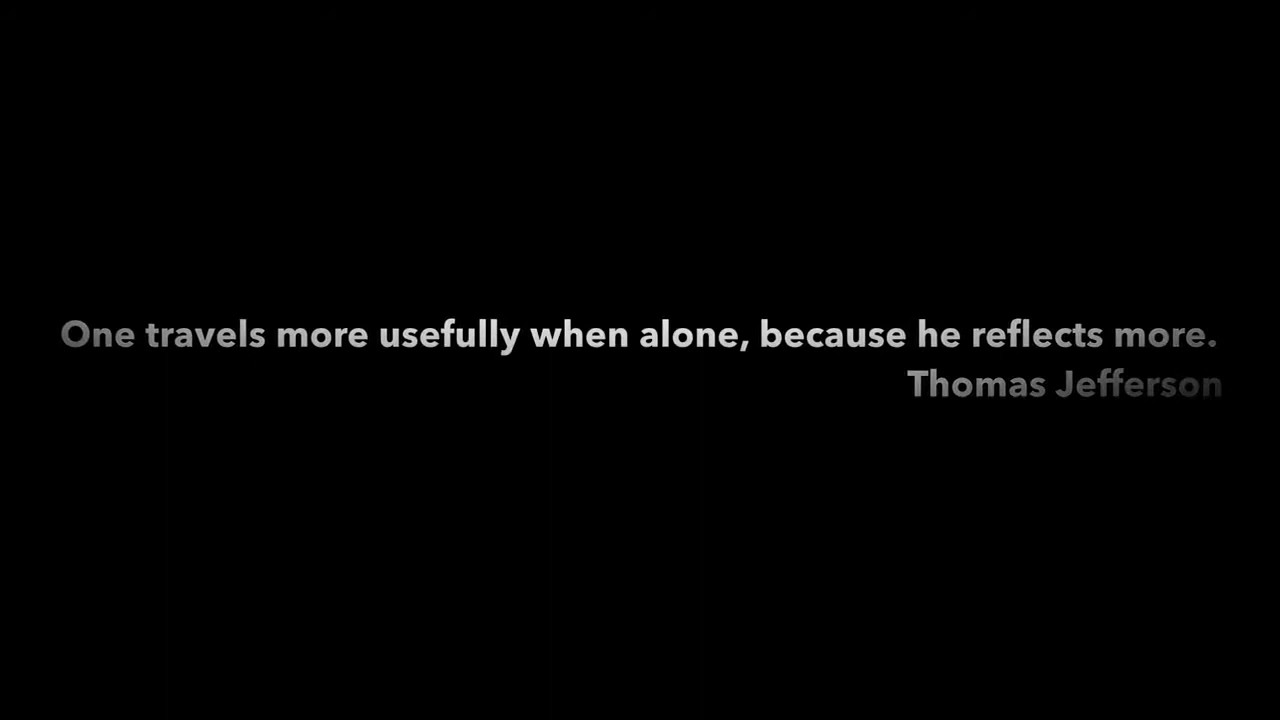 One travels more usefully when alone, because he reflects more.
Thomas Jefferson